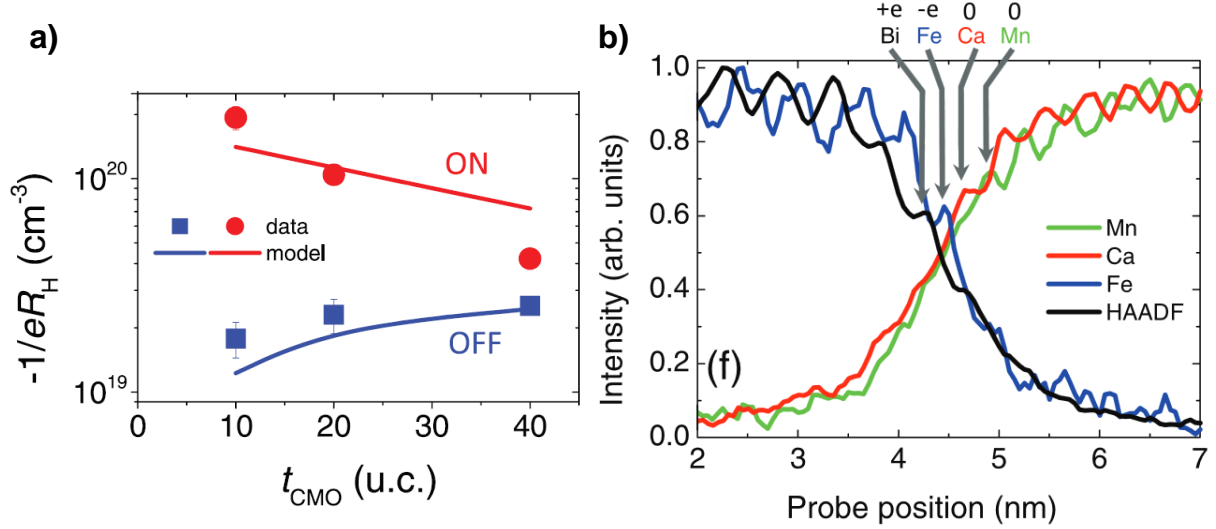 a)
-1/eR_H (cm^-3)
10^20
10^19
ON
data
model
OFF
0 10 20 30 40
t_CMO (u.c.)
b)
+e -e 0 0
Bi Fe Ca Mn
Intensity (arb. units)
1.0
0.8
0.6
0.4
0.2
0.0
Mn
Ca
Fe
HAADF
(f)
2 3 4 5 6 7
Probe position (nm)